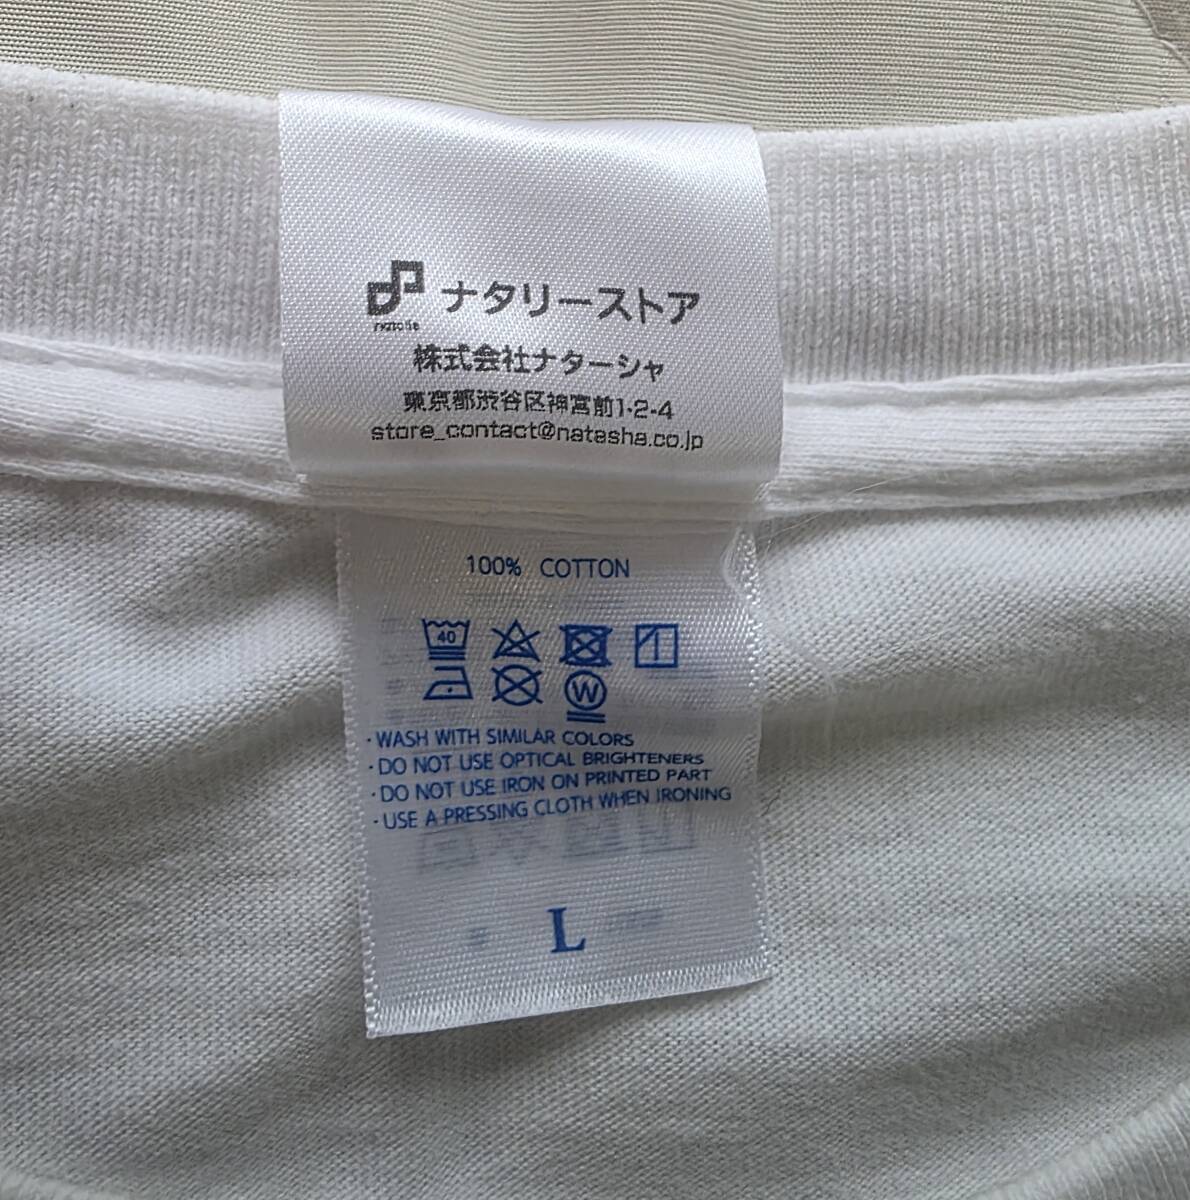 ナタリーストア
natalie
株式会社ナターシャ
東京都渋谷区神宮前1-2-4
store_contact@natasha.co.jp
100% COTTON
40
W
・WASH WITH SIMILAR COLORS
・DO NOT USE OPTICAL BRIGHTENERS
・DO NOT USE IRON ON PRINTED PART
・USE A PRESSING CLOTH WHEN IRONING
L